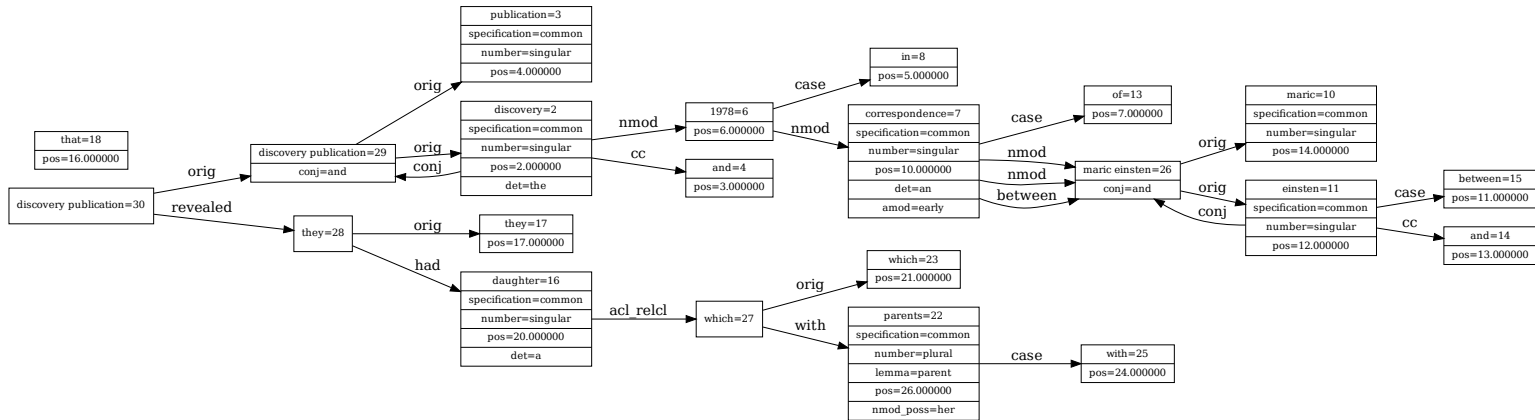 that=18
pos=16.000000
discovery publication=30
orig
revealed
discovery publication=29
conj=and
they=28
orig
orig
conj
orig
had
publication=3
specification=common
number=singular
pos=4.000000
discovery=2
specification=common
number=singular
pos=2.000000
det=the
they=17
pos=17.000000
daughter=16
specification=common
number=singular
pos=20.000000
det=a
nmod
cc
acl_relcl
1978=6
pos=6.000000
and=4
pos=3.000000
which=27
case
nmod
orig
with
in=8
pos=5.000000
correspondence=7
specification=common
number=singular
pos=10.000000
det=an
amod=early
which=23
pos=21.000000
parents=22
specification=common
number=plural
lemma=parent
pos=26.000000
nmod_poss=her
case
nmod
nmod
between
case
of=13
pos=7.000000
maric einsten=26
conj=and
with=25
pos=24.000000
orig
orig
conj
maric=10
specification=common
number=singular
pos=14.000000
einsten=11
specification=common
number=singular
pos=12.000000
case
cc
between=15
pos=11.000000
and=14
pos=13.000000